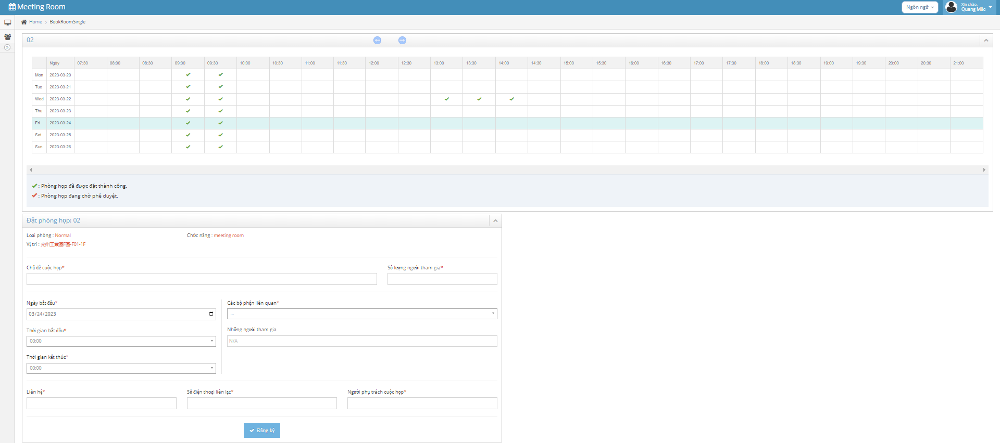 Meeting Room
Ngôn ngữ
Xin chào,
Quang Milo
Home › BookRoomSingle
02
Ngày 07:30 08:00 08:30 09:00 09:30 10:00 10:30 11:00 11:30 12:00 12:30 13:00 13:30 14:00 14:30 15:00 15:30 16:00 16:30 17:00 17:30 18:00 18:30 19:00 19:30 20:00 20:30 21:00
Mon 2023-03-20 ✔ ✔
Tue 2023-03-21 ✔ ✔
Wed 2023-03-22 ✔ ✔ ✔ ✔ ✔
Thu 2023-03-23 ✔ ✔
Fri 2023-03-24 ✔ ✔
Sat 2023-03-25 ✔ ✔
Sun 2023-03-26 ✔ ✔
✔ : Phòng họp đã được đặt thành công.
✔ : Phòng họp đang chờ phê duyệt.
Đặt phòng họp: 02
Loại phòng : Normal Chức năng : meeting room
Vị trí : 光州工業區F區-F01-1F
Chủ đề cuộc họp* Số lượng người tham gia*
Ngày bắt đầu* Các bộ phận liên quan*
03/24/2023 ...
Thời gian bắt đầu* Những người tham gia
00:00 N/A
Thời gian kết thúc*
00:00
Liên hệ* Số điện thoại liên lạc* Người phụ trách cuộc họp*
✔ Đăng ký